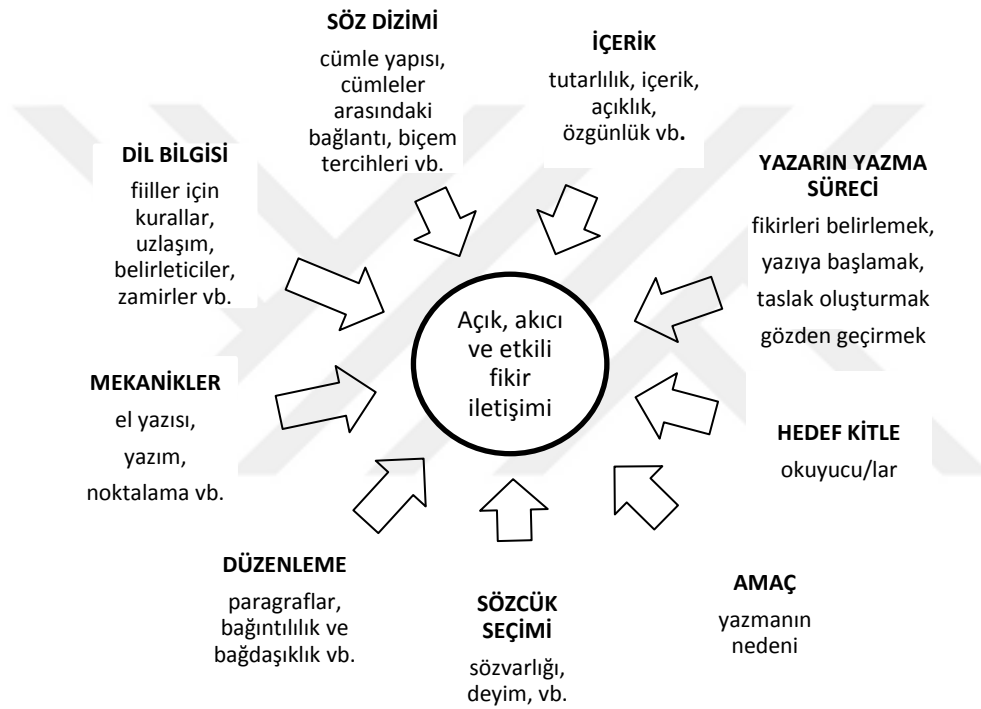 SÖZ DİZİMİ
cümle yapısı,
cümleler
arasındaki
bağlantı, biçem
tercihleri vb.
İÇERİK
tutarlılık, içerik,
açıklık,
özgünlük vb.
YAZARIN YAZMA
SÜRECİ
fikirleri belirlemek,
yazıya başlamak,
taslak oluşturmak
gözden geçirmek
HEDEF KİTLE
okuyucu/lar
AMAÇ
yazmanın
nedeni
SÖZCÜK
SEÇİMİ
sözvarlığı,
deyim, vb.
DÜZENLEME
paragraflar,
bağıntılılık ve
bağdaşıklık vb.
MEKANİKLER
el yazısı,
yazım,
noktalama vb.
DİL BİLGİSİ
fiiller için
kurallar,
uzlaşım,
belirleticiler,
zamirler vb.
Açık, akıcı
ve etkili
fikir
iletişimi